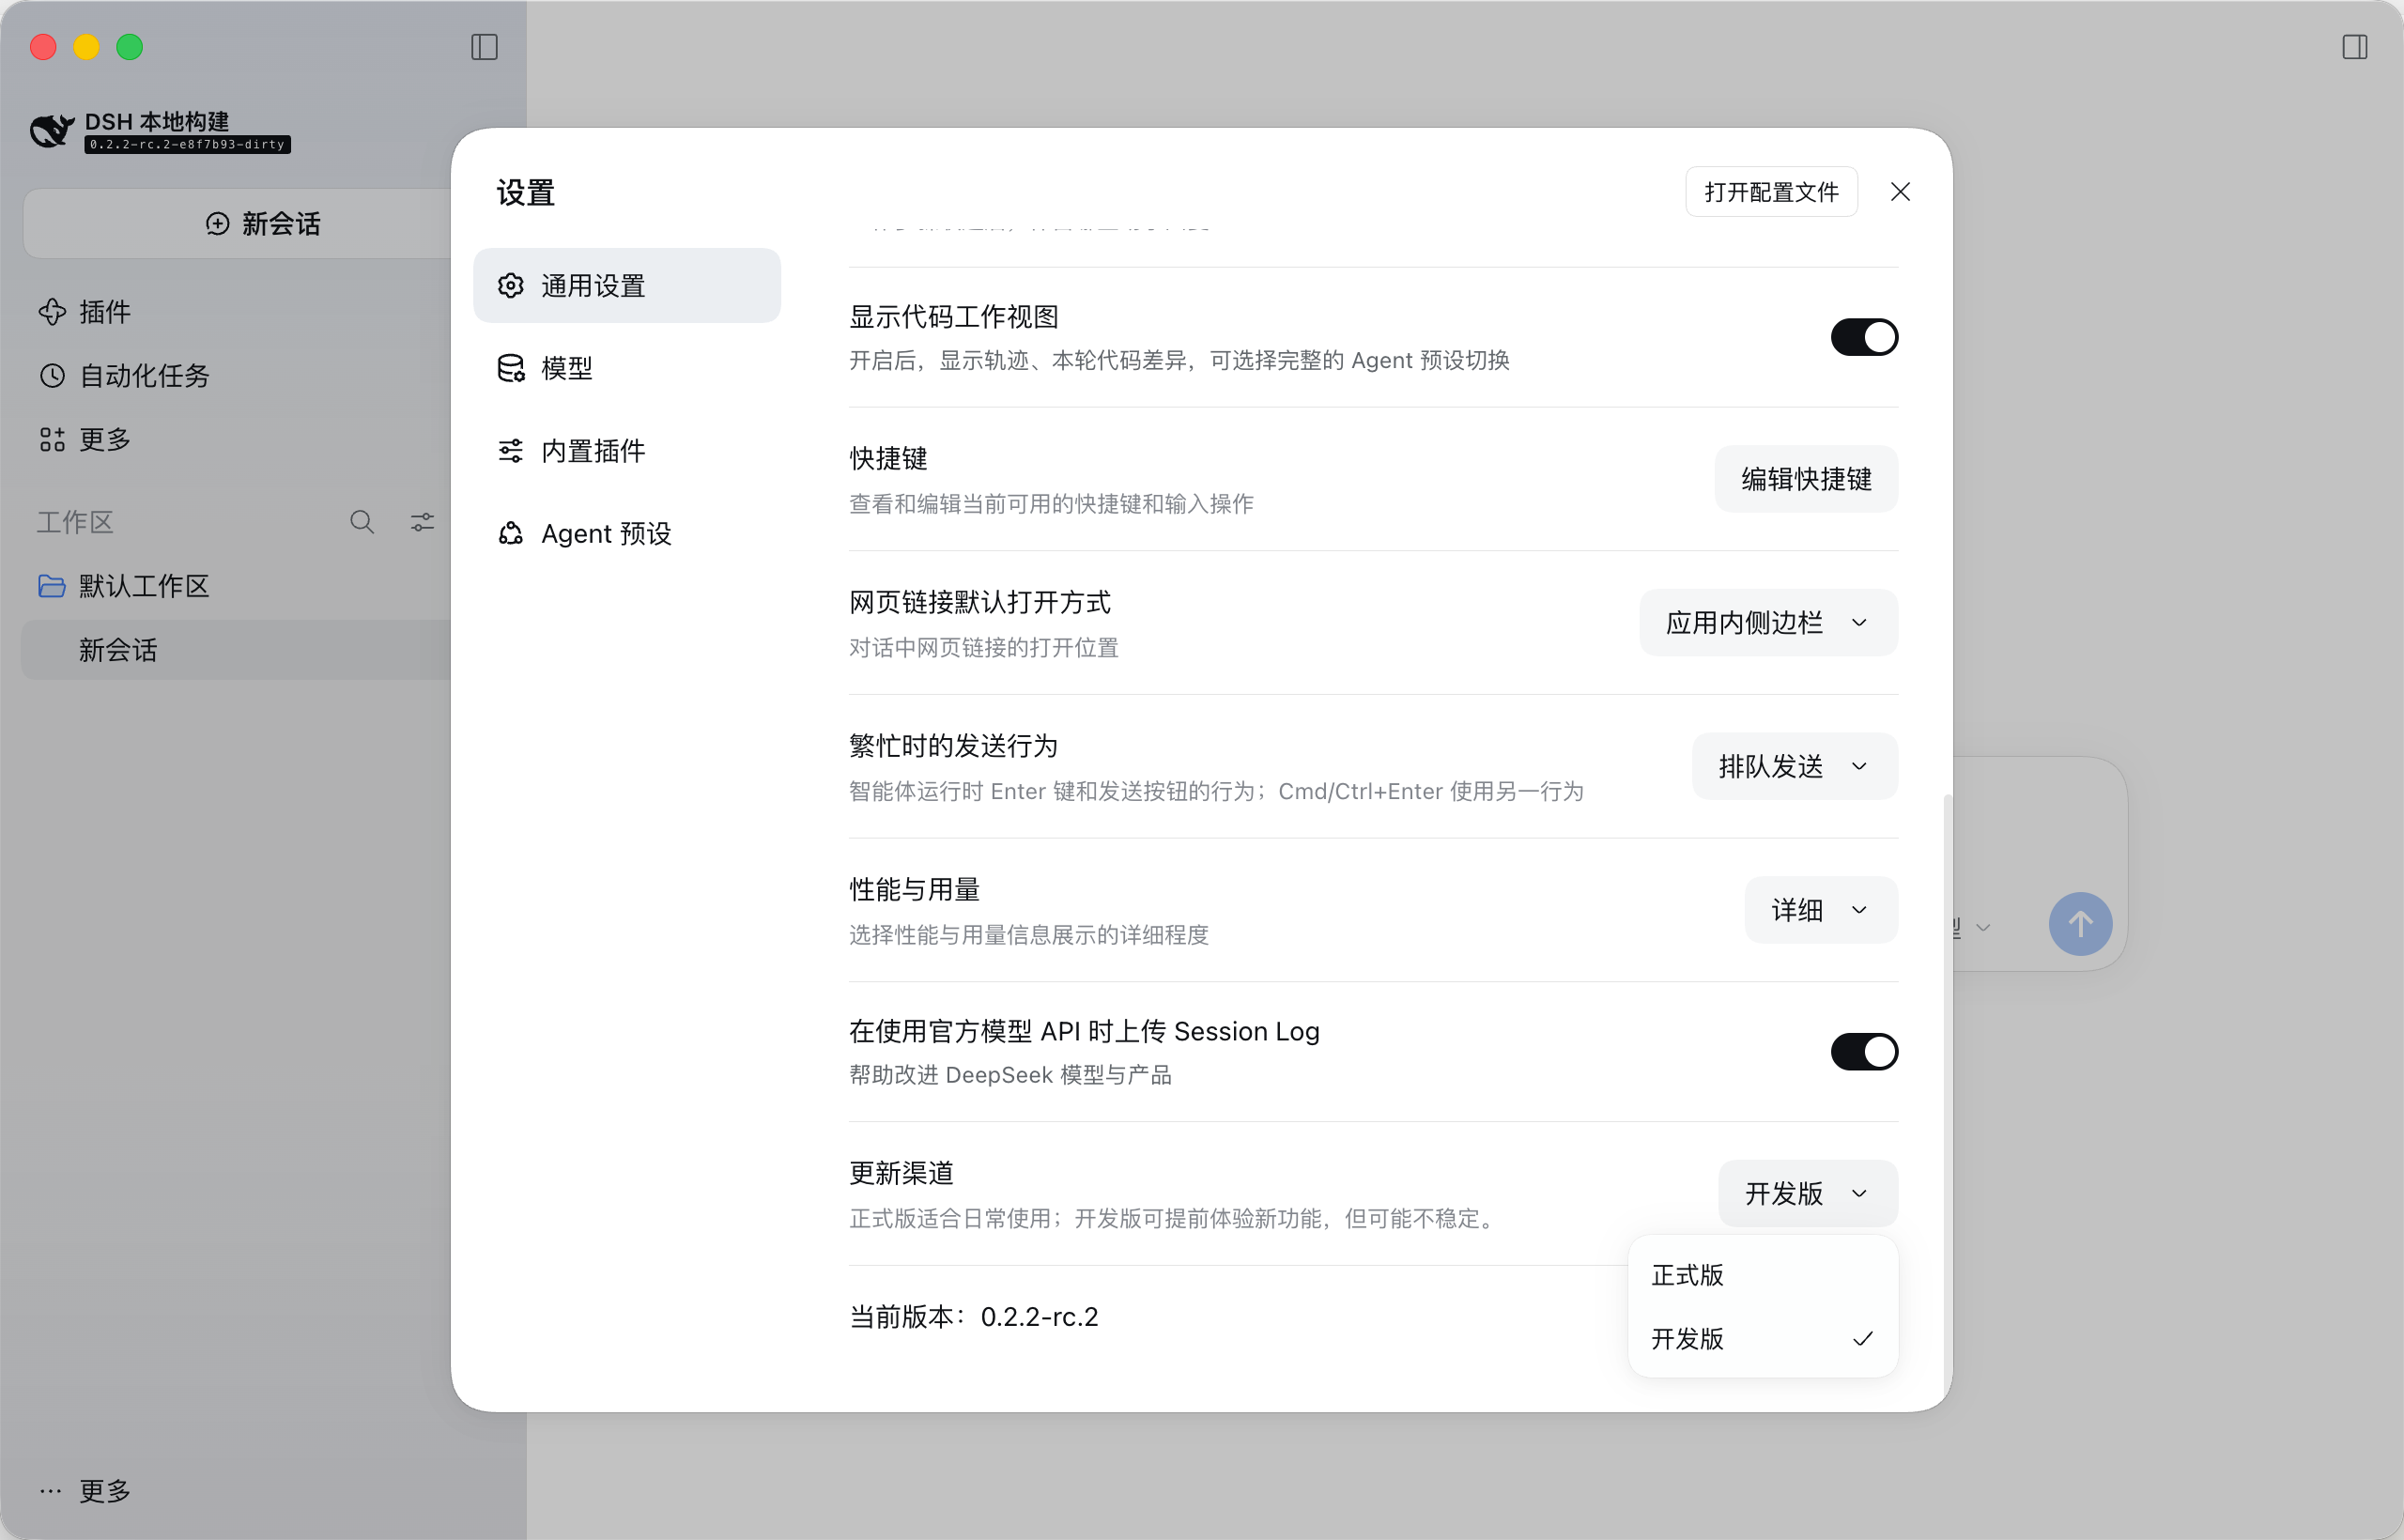 DSH 本地构建
0.2.2-rc.2-e8f7b93-dirty
新会话
插件
自动化任务
更多
工作区
默认工作区
新会话
更多
设置
打开配置文件
通用设置
模型
内置插件
Agent 预设
显示代码工作视图
开启后，显示轨迹、本轮代码差异，可选择完整的 Agent 预设切换
快捷键
查看和编辑当前可用的快捷键和输入操作
编辑快捷键
网页链接默认打开方式
对话中网页链接的打开位置
应用内侧边栏
繁忙时的发送行为
智能体运行时 Enter 键和发送按钮的行为；Cmd/Ctrl+Enter 使用另一行为
排队发送
性能与用量
选择性能与用量信息展示的详细程度
详细
在使用官方模型 API 时上传 Session Log
帮助改进 DeepSeek 模型与产品
更新渠道
正式版适合日常使用；开发版可提前体验新功能，但可能不稳定。
开发版
正式版
开发版
当前版本：0.2.2-rc.2